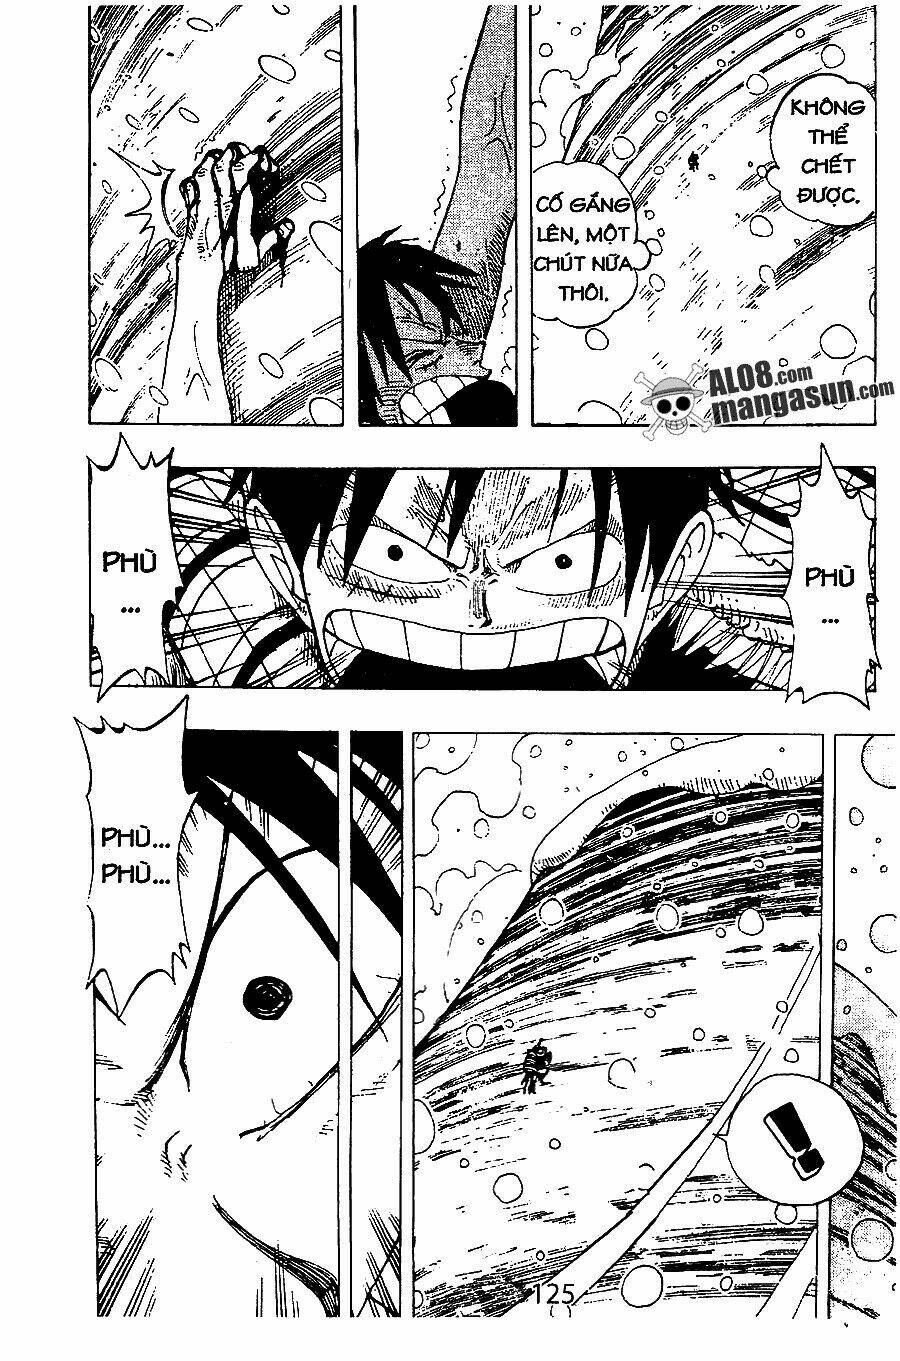 KHÔNG
THỂ
CHẾT
ĐƯỢC.
CỐ GẮNG
LÊN, MỘT
CHÚT NỮA
THÔI.
ALO8.com
mangasun.com
PHÙ
...
PHÙ
...
PHÙ...
PHÙ...
!
125